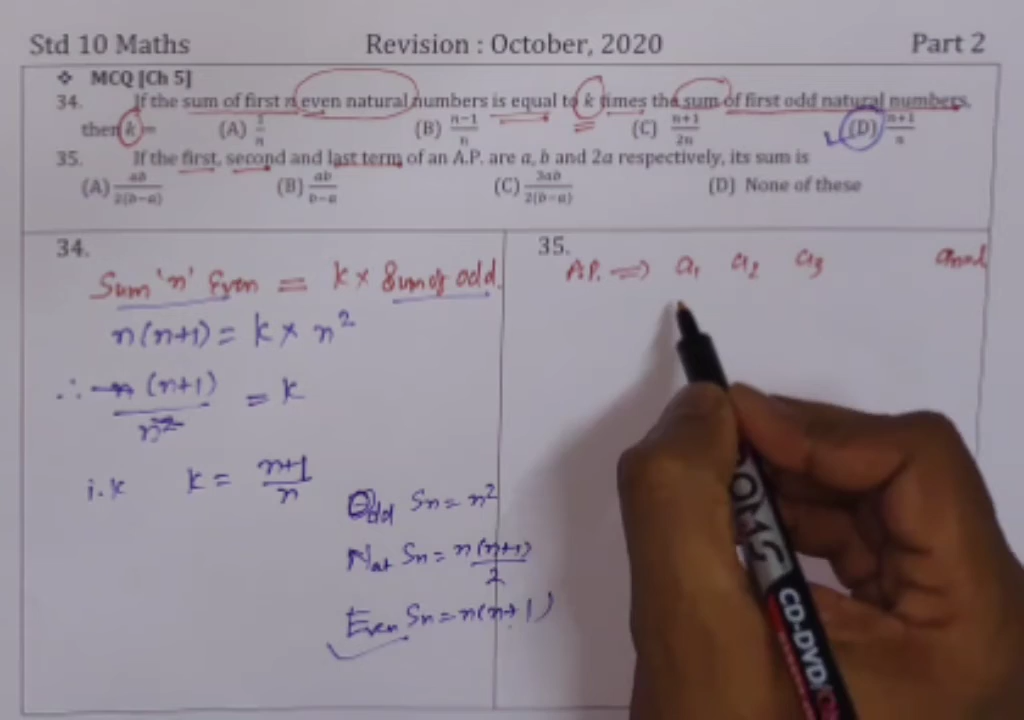 Std 10 Maths Revision : October, 2020 Part 2
❖ MCQ [Ch 5]
34. If the sum of first n even natural numbers is equal to k times the sum of first odd natural numbers,
then k = (A) 1/n (B) n−1/n (C) n+1/2n (D) n+1/n
35. If the first, second and last term of an A.P. are a, b and 2a respectively, its sum is
(A) ab/2(b−a) (B) ab/b−a (C) 3ab/2(b−a) (D) None of these
34.
Sum 'n' Even = k × Sum of odd.
n(n+1) = k × n²
∴ n(n+1)/n² = k
i.k k = n+1/n
Odd Sn = n²
Nat Sn = n(n+1)/2
Even Sn = n(n+1)
35.
A.P. ⇒ a₁ a₂ a₃
OMS
CD-DVD/